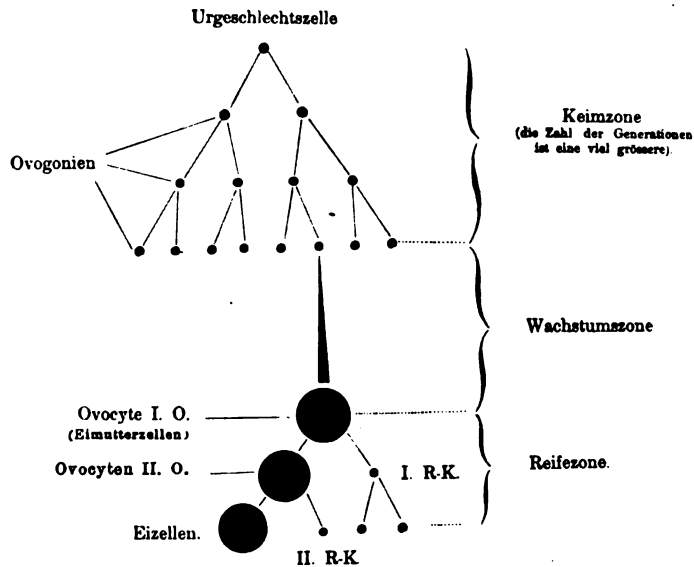 Urgeschlechtszelle
Keimzone
(die Zahl der Generationen
ist eine viel grössere).
Ovogonien
Wachstumszone
Ovocyte I. O.
(Eimutterzellen)
Ovocyten II. O.
I. R-K.
Reifezone.
Eizellen.
II. R-K.